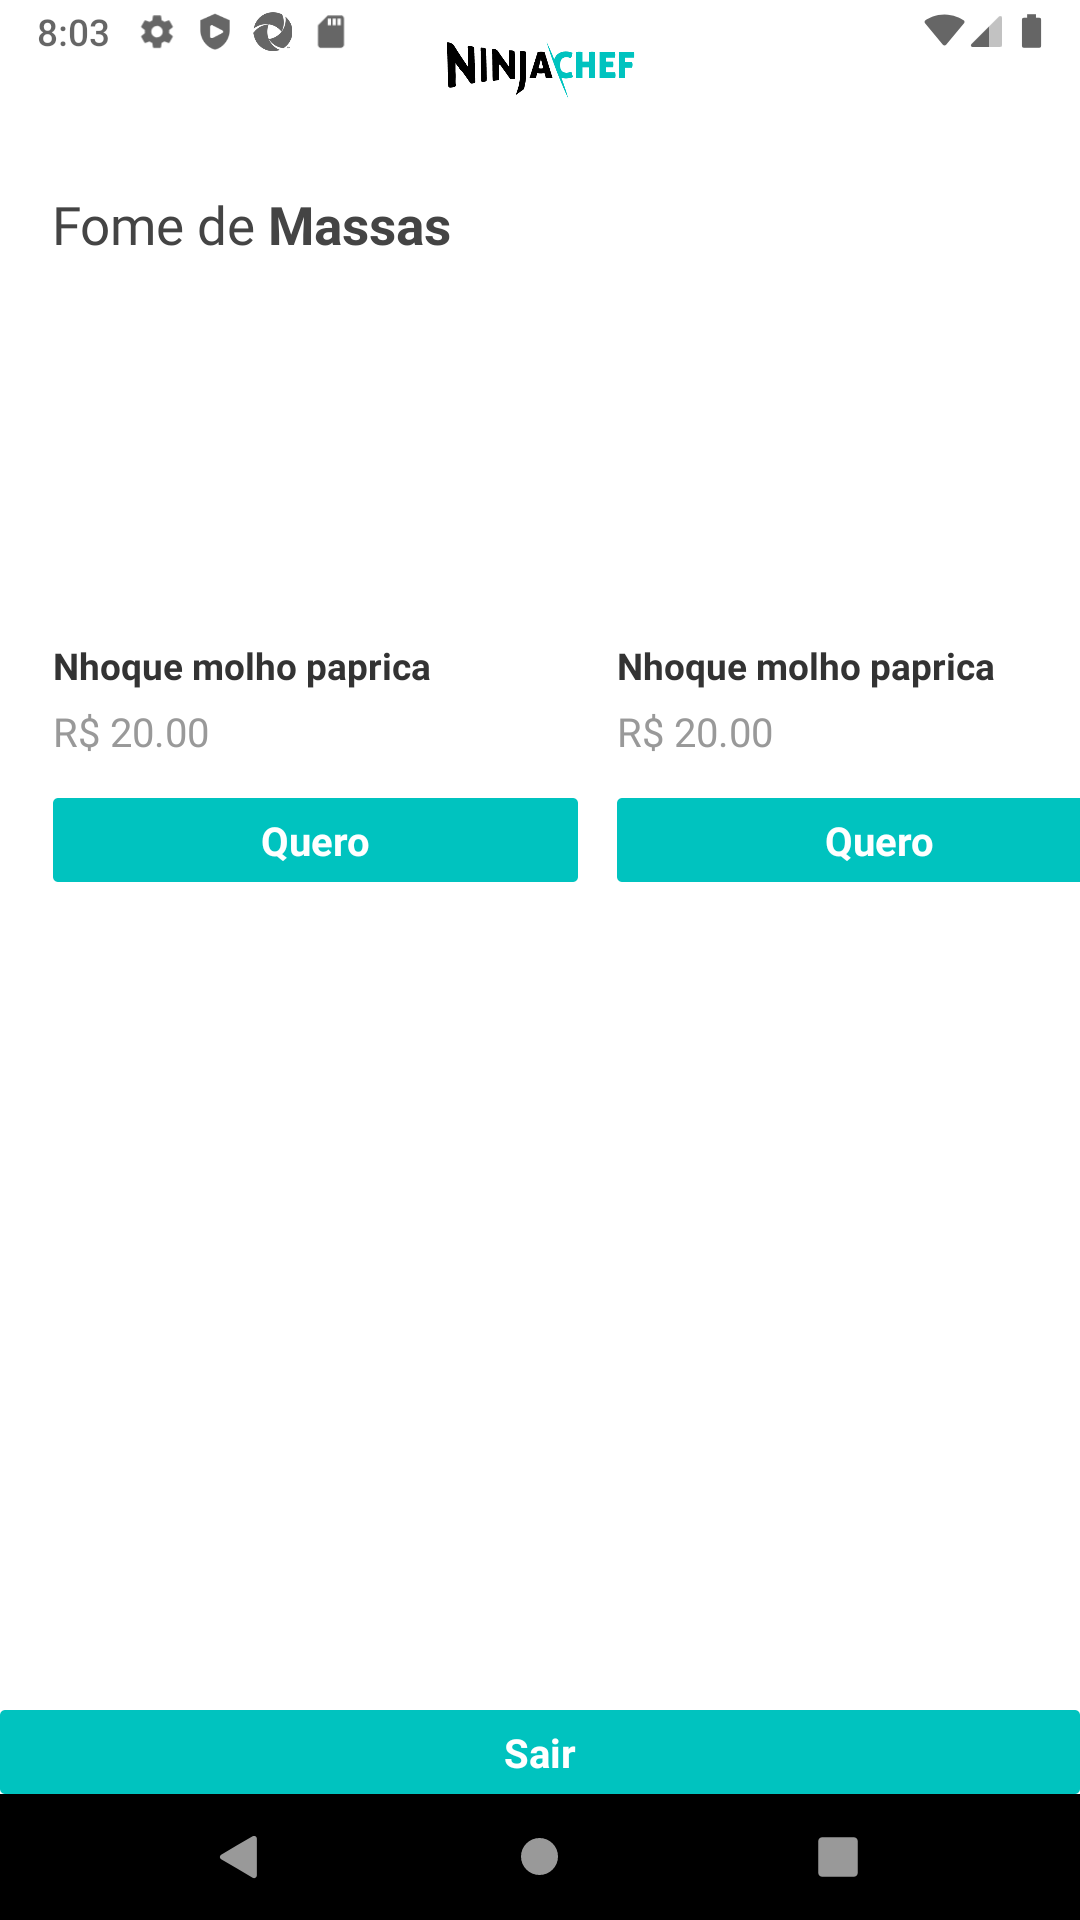 8:03
NINJACHEF
Fome de Massas
Nhoque molho paprica
Nhoque molho paprica
R$ 20.00
R$ 20.00
Quero
Quero
Sair